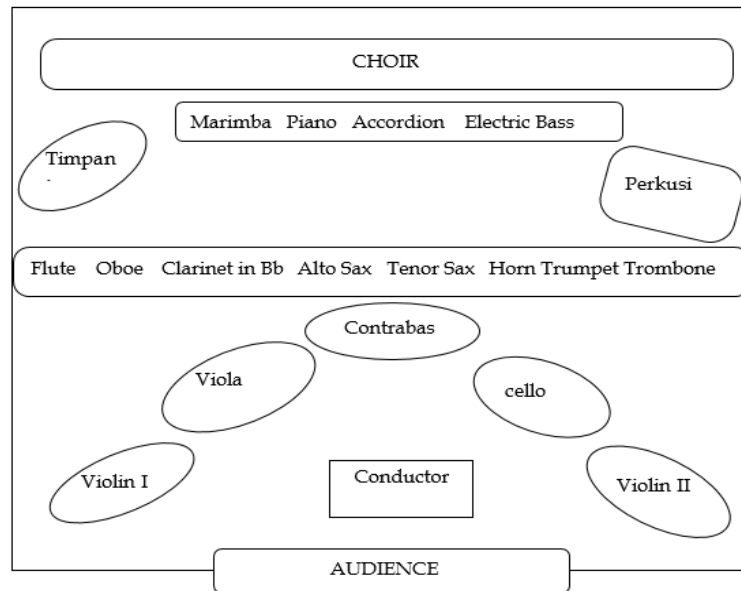 CHOIR
Marimba Piano Accordion Electric Bass
Timpan
.
Perkusi
Flute Oboe Clarinet in Bb Alto Sax Tenor Sax Horn Trumpet Trombone
Contrabas
Viola
cello
Violin I
Conductor
Violin II
AUDIENCE